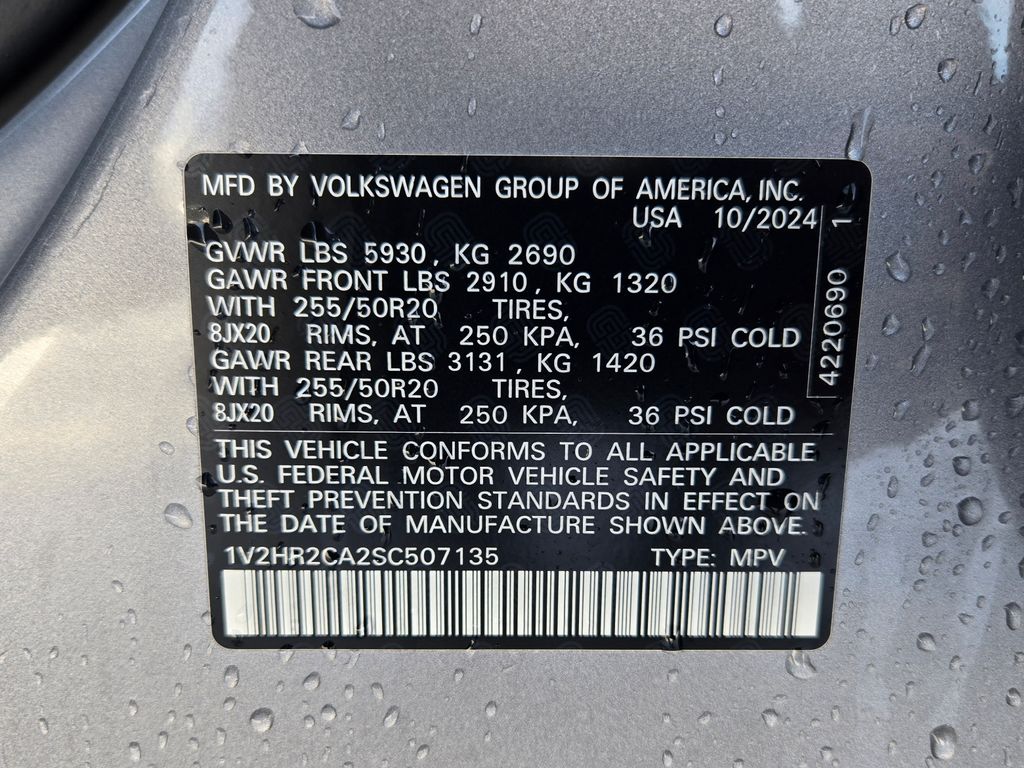 MFD BY VOLKSWAGEN GROUP OF AMERICA, INC.
USA 10/2024
GVWR LBS 5930, KG 2690
GAWR FRONT LBS 2910, KG 1320
WITH 255/50R20 TIRES,
8JX20 RIMS, AT 250 KPA, 36 PSI COLD
GAWR REAR LBS 3131, KG 1420
WITH 255/50R20 TIRES,
8JX20 RIMS, AT 250 KPA, 36 PSI COLD
4220690
THIS VEHICLE CONFORMS TO ALL APPLICABLE
U.S. FEDERAL MOTOR VEHICLE SAFETY AND
THEFT PREVENTION STANDARDS IN EFFECT ON
THE DATE OF MANUFACTURE SHOWN ABOVE.
1V2HR2CA2SC507135 TYPE: MPV